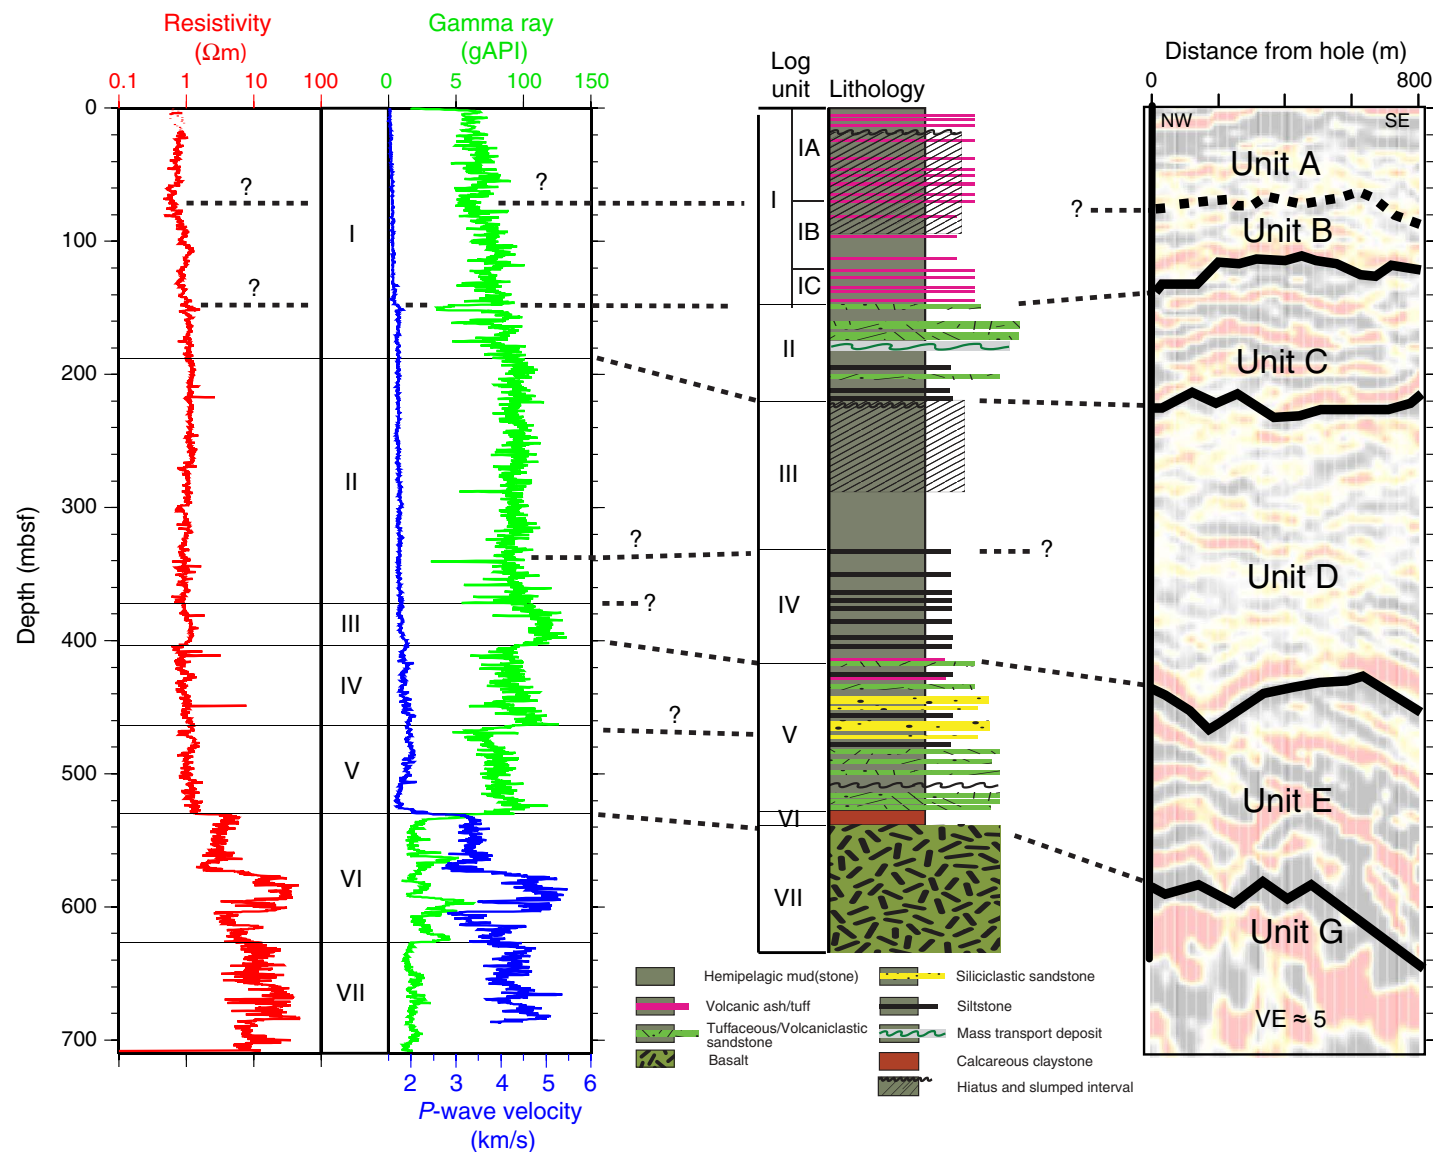 Resistivity
(Ωm)
0.1 1 10 100
Gamma ray
(gAPI)
0 5 100 150
Log
unit
Lithology
Distance from hole (m)
0 800
Depth (mbsf)
0
100
200
300
400
500
600
700
?
?
I
II
III
IV
V
VI
VII
?
?
?
?
2 3 4 5 6
P-wave velocity
(km/s)
I
IA
IB
IC
II
III
IV
V
VI
VII
?
?
NW SE
Unit A
Unit B
Unit C
Unit D
Unit E
Unit G
VE ≈ 5
Hemipelagic mud(stone)
Volcanic ash/tuff
Tuffaceous/Volcaniclastic
sandstone
Basalt
Siliciclastic sandstone
Siltstone
Mass transport deposit
Calcareous claystone
Hiatus and slumped interval